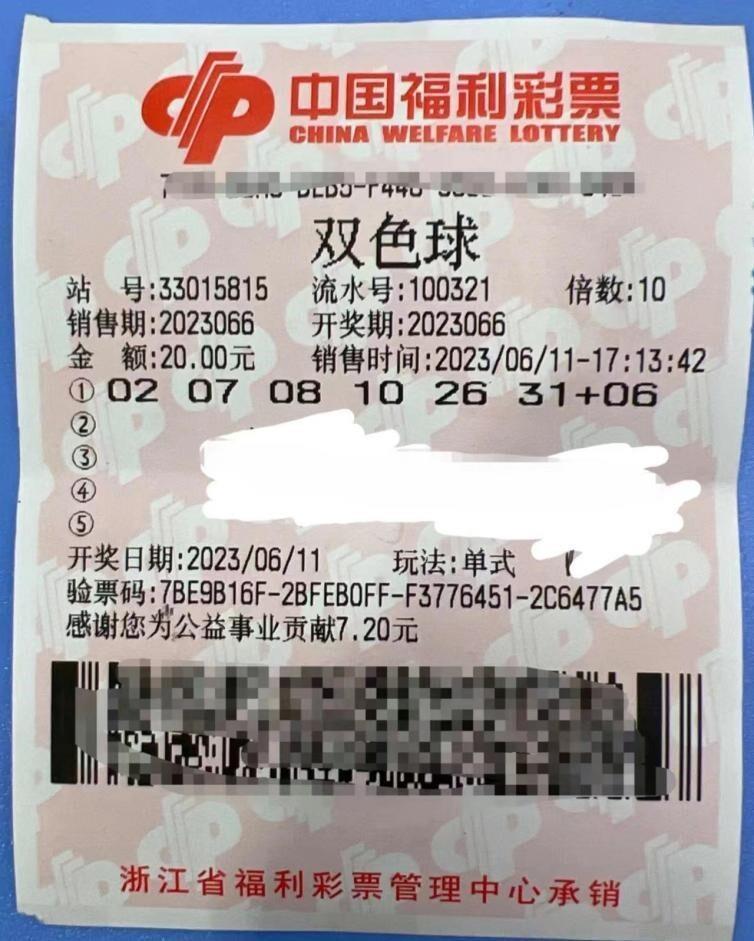 中国福利彩票
CHINA WELFARE LOTTERY
双色球
站 号:33015815 流水号:100321 倍数:10
销售期:2023066 开奖期:2023066
金 额:20.00元 销售时间:2023/06/11-17:13:42
① 02 07 08 10 26 31+06
②
③
④
⑤
开奖日期:2023/06/11 玩法:单式
验票码:7BE9B16F-2BFEB0FF-F3776451-2C6477A5
感谢您为公益事业贡献7.20元
浙江省福利彩票管理中心承销